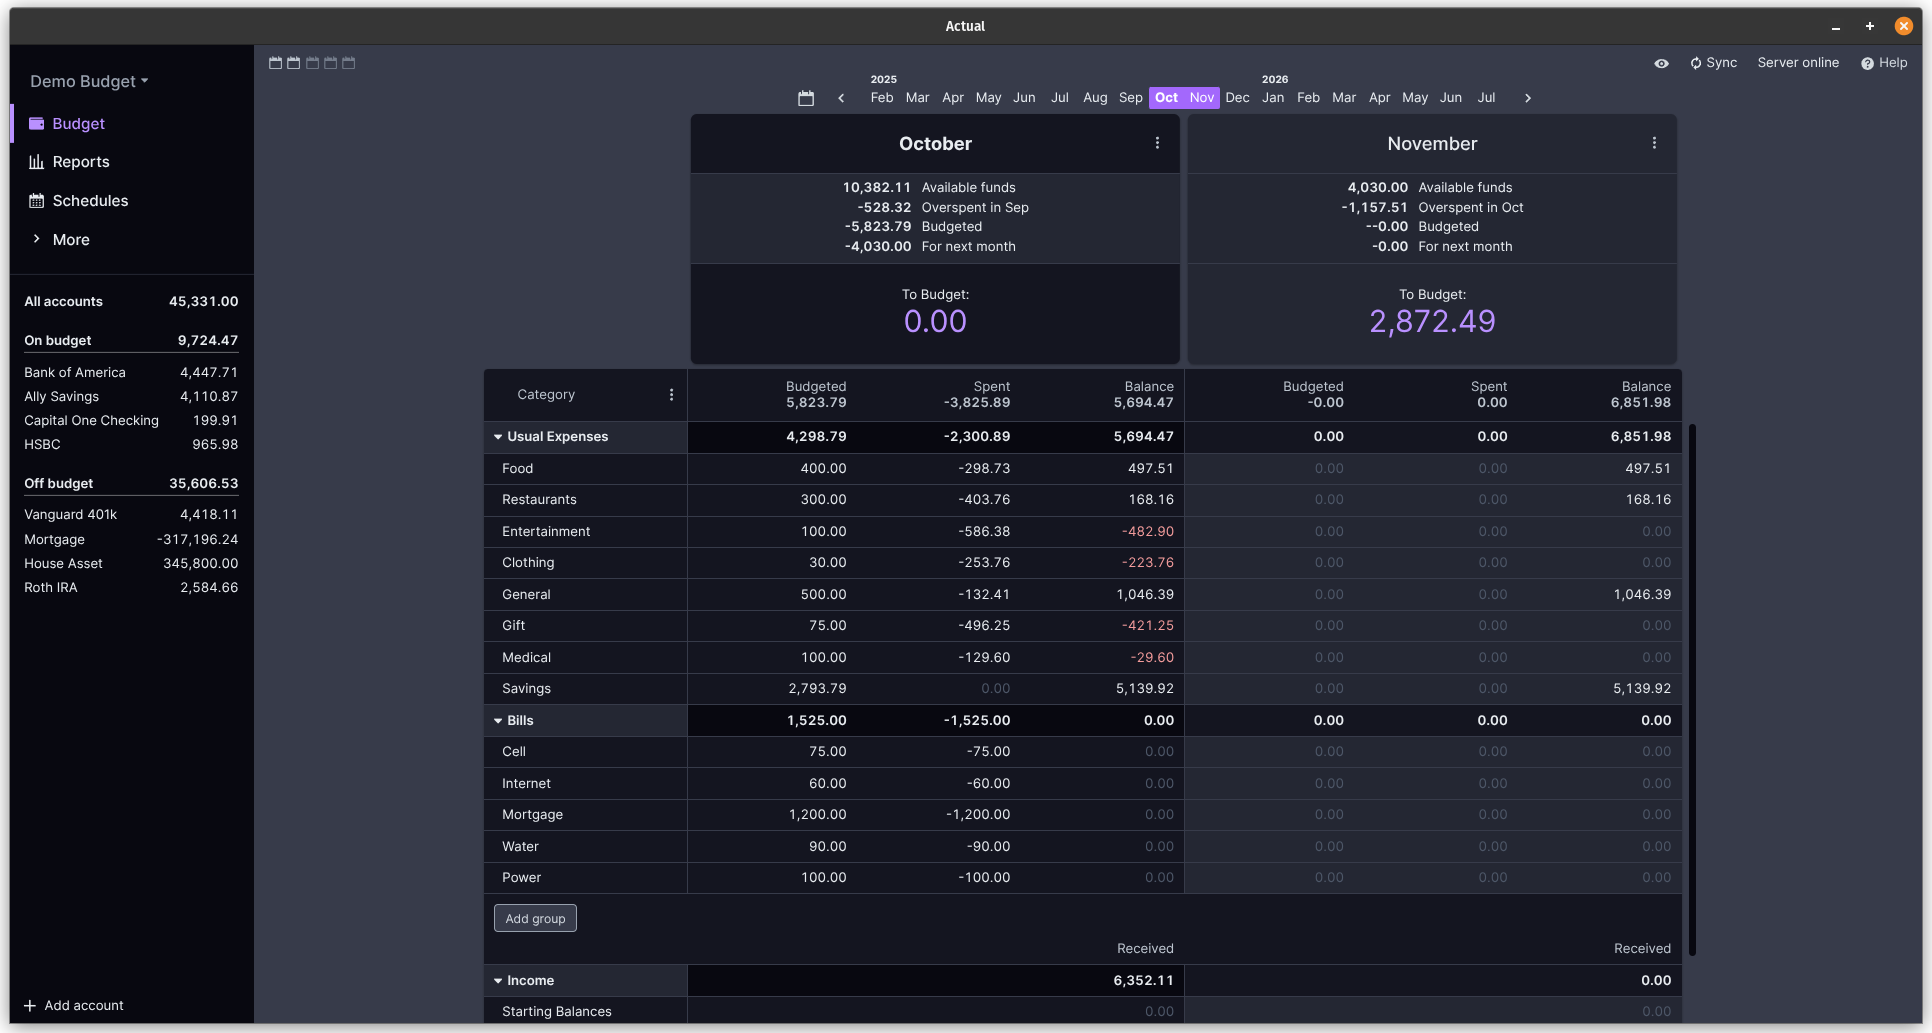 Actual
Demo Budget
Budget
Reports
Schedules
More
All accounts 45,331.00
On budget 9,724.47
Bank of America 4,447.71
Ally Savings 4,110.87
Capital One Checking 199.91
HSBC 965.98
Off budget 35,606.53
Vanguard 401k 4,418.11
Mortgage -317,196.24
House Asset 345,800.00
Roth IRA 2,584.66
Add account
Sync Server online Help
2025 2026
Feb Mar Apr May Jun Jul Aug Sep Oct Nov Dec Jan Feb Mar Apr May Jun Jul
October
10,382.11 Available funds
-528.32 Overspent in Sep
-5,823.79 Budgeted
-4,030.00 For next month
To Budget:
0.00
November
4,030.00 Available funds
-1,157.51 Overspent in Oct
--0.00 Budgeted
-0.00 For next month
To Budget:
2,872.49
Category
Budgeted Spent Balance Budgeted Spent Balance
5,823.79 -3,825.89 5,694.47 -0.00 0.00 6,851.98
Usual Expenses 4,298.79 -2,300.89 5,694.47 0.00 0.00 6,851.98
Food 400.00 -298.73 497.51 0.00 0.00 497.51
Restaurants 300.00 -403.76 168.16 0.00 0.00 168.16
Entertainment 100.00 -586.38 -482.90 0.00 0.00 0.00
Clothing 30.00 -253.76 -223.76 0.00 0.00 0.00
General 500.00 -132.41 1,046.39 0.00 0.00 1,046.39
Gift 75.00 -496.25 -421.25 0.00 0.00 0.00
Medical 100.00 -129.60 -29.60 0.00 0.00 0.00
Savings 2,793.79 0.00 5,139.92 0.00 0.00 5,139.92
Bills 1,525.00 -1,525.00 0.00 0.00 0.00 0.00
Cell 75.00 -75.00 0.00 0.00 0.00 0.00
Internet 60.00 -60.00 0.00 0.00 0.00 0.00
Mortgage 1,200.00 -1,200.00 0.00 0.00 0.00 0.00
Water 90.00 -90.00 0.00 0.00 0.00 0.00
Power 100.00 -100.00 0.00 0.00 0.00 0.00
Add group
Received Received
Income 6,352.11 0.00
Starting Balances 0.00 0.00